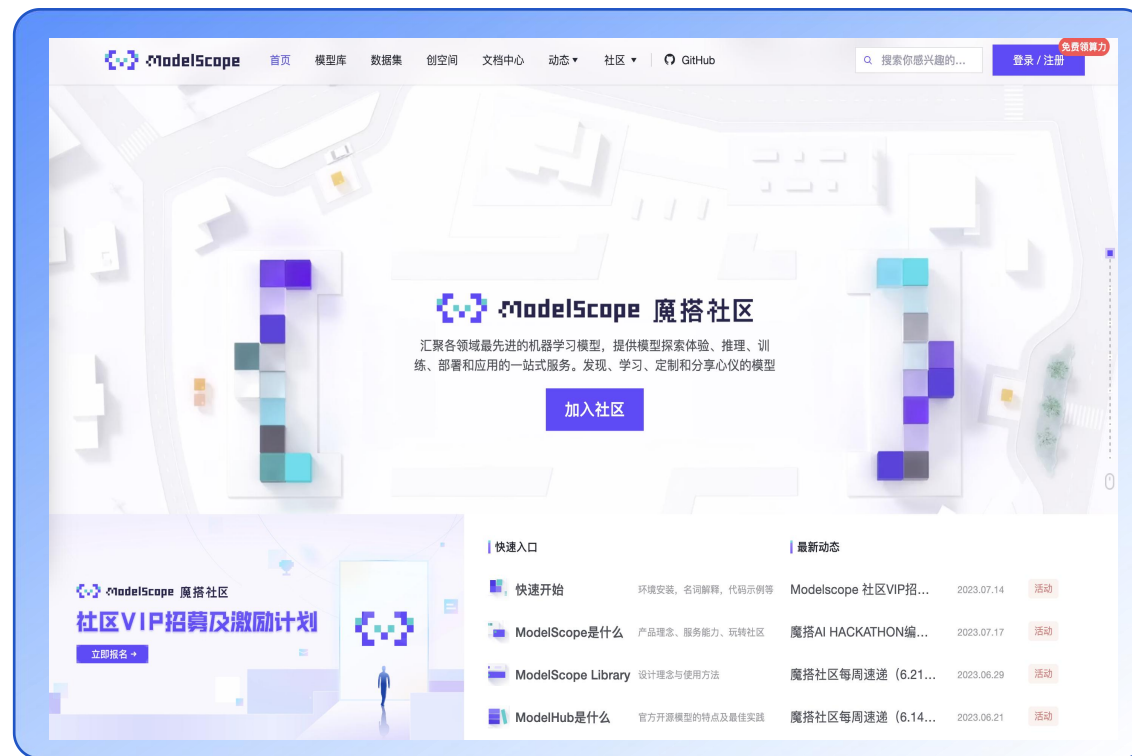 ModelScope 首页 模型库 数据集 创空间 文档中心 动态 社区 GitHub 搜索你感兴趣的... 登录 / 注册 免费领算力
ModelScope 魔搭社区
汇聚各领域最先进的机器学习模型，提供模型探索体验、推理、训
练、部署和应用的一站式服务。发现、学习、定制和分享心仪的模型
加入社区
ModelScope 魔搭社区
社区VIP招募及激励计划
立即报名→
快速入口
快速开始 环境安装，名词解释，代码示例等
ModelScope是什么 产品理念、服务能力、玩转社区
ModelScope Library 设计理念与使用方法
ModelHub是什么 官方开源模型的特点及最佳实践
最新动态
Modelscope 社区VIP招... 2023.07.14 活动
魔搭AI HACKATHON编... 2023.07.17 活动
魔搭社区每周速递（6.21... 2023.06.29 活动
魔搭社区每周速递（6.14... 2023.06.21 活动